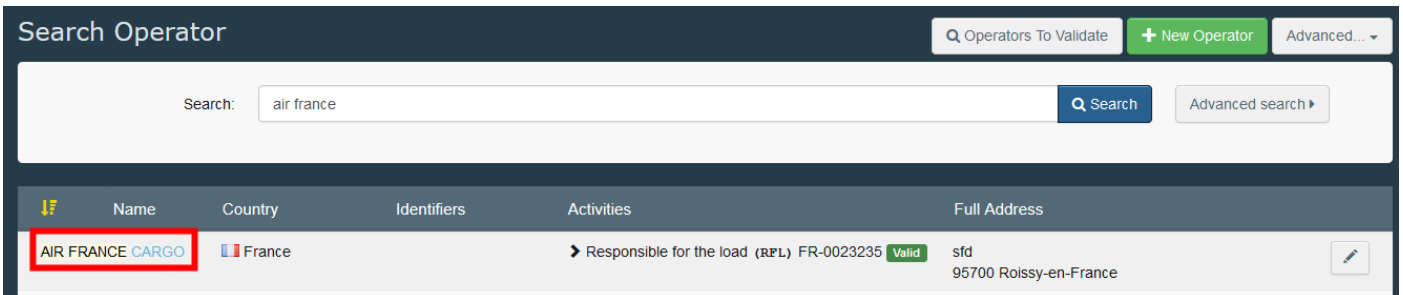 Search Operator
Operators To Validate
New Operator
Advanced...
Search:
air france
Search
Advanced search
Name Country Identifiers Activities Full Address
AIR FRANCE CARGO France Responsible for the load (RFL) FR-0023235 Valid sfd
95700 Roissy-en-France